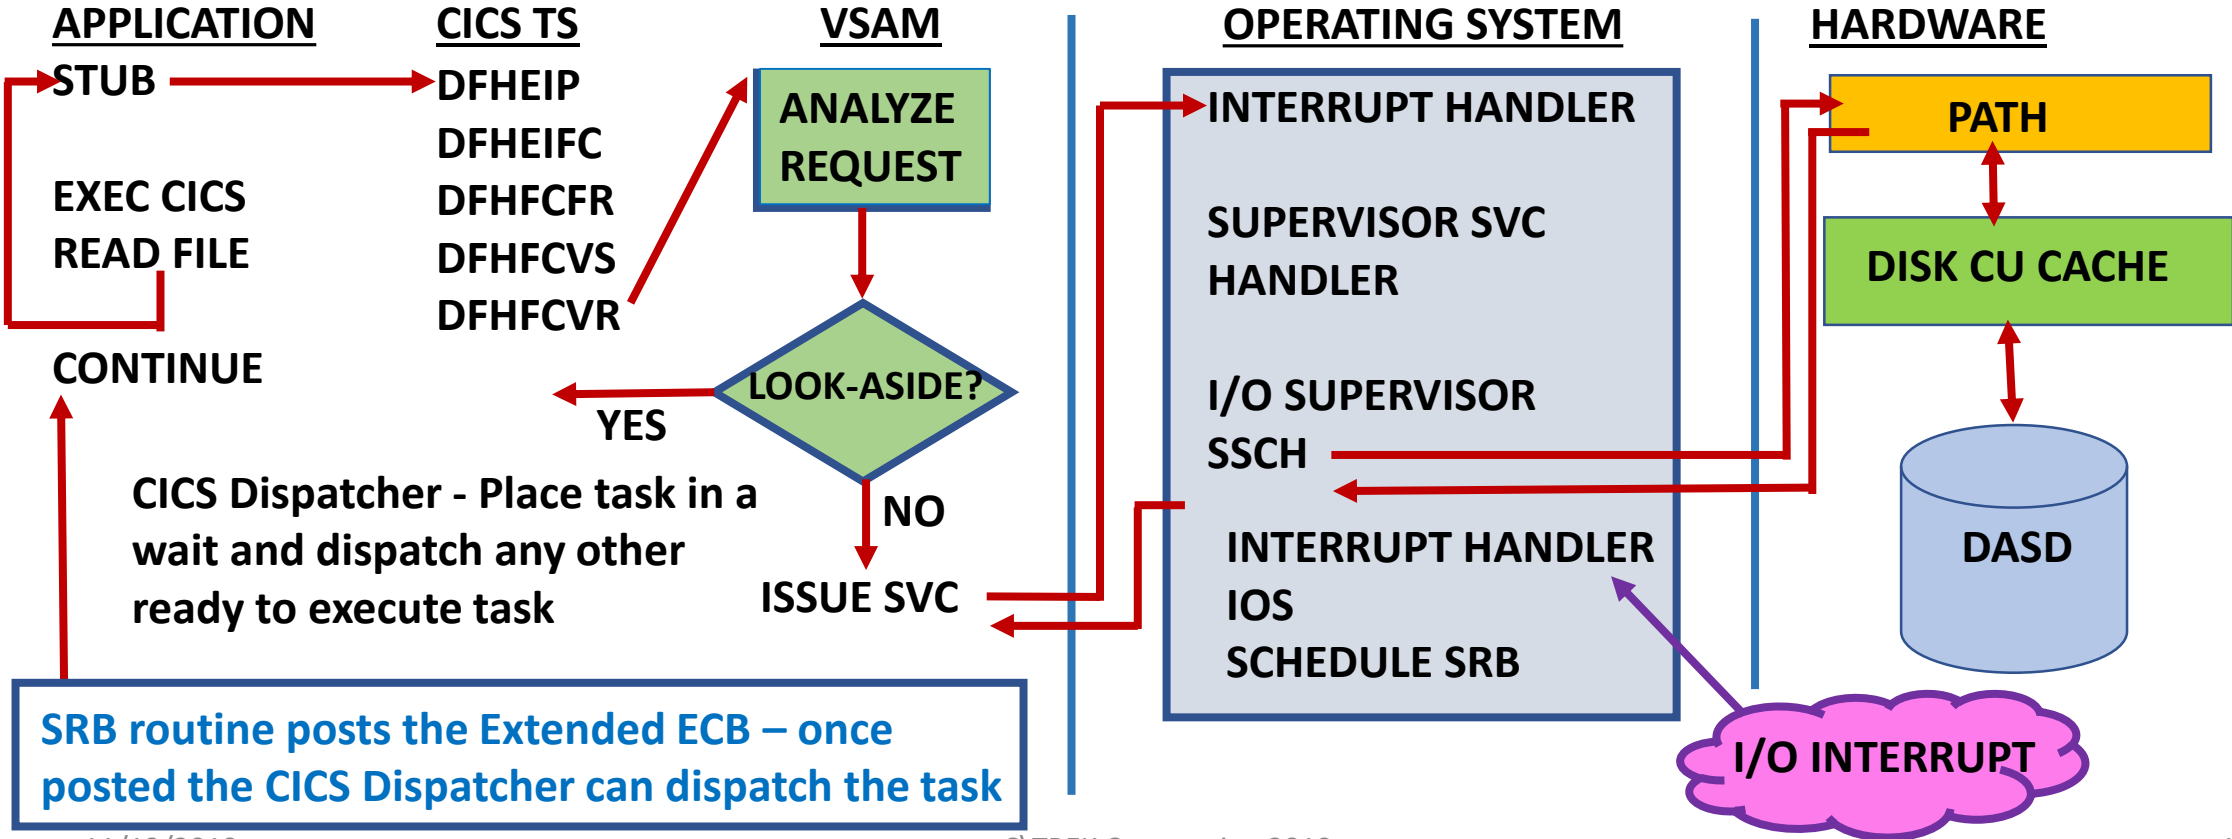 APPLICATION
STUB
EXEC CICS
READ FILE
CONTINUE
CICS TS
DFHEIP
DFHEIFC
DFHFCFR
DFHFCVS
DFHFCVR
VSAM
ANALYZE
REQUEST
LOOK-ASIDE?
YES
NO
ISSUE SVC
CICS Dispatcher - Place task in a
wait and dispatch any other
ready to execute task
SRB routine posts the Extended ECB – once
posted the CICS Dispatcher can dispatch the task
OPERATING SYSTEM
INTERRUPT HANDLER
SUPERVISOR SVC
HANDLER
I/O SUPERVISOR
SSCH
INTERRUPT HANDLER
IOS
SCHEDULE SRB
HARDWARE
PATH
DISK CU CACHE
DASD
I/O INTERRUPT